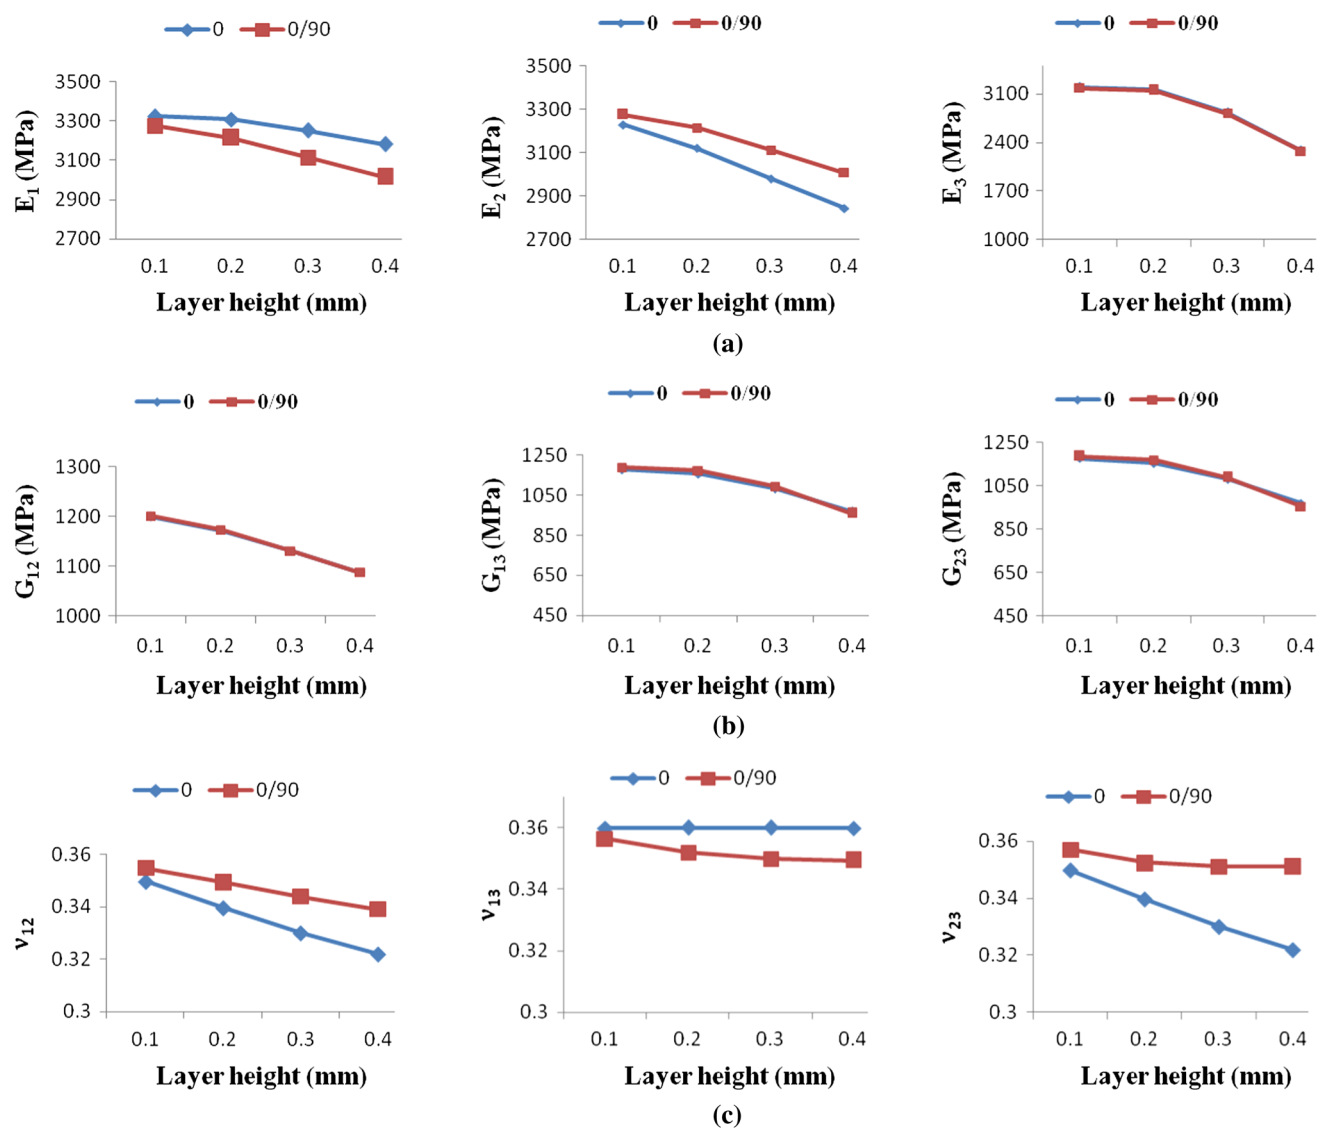 0 0/90
3500
3300
3100
2900
2700
E1 (MPa)
0.1 0.2 0.3 0.4
Layer height (mm)
0 0/90
3500
3300
3100
2900
2700
E2 (MPa)
0.1 0.2 0.3 0.4
Layer height (mm)
0 0/90
3100
2400
1700
1000
E3 (MPa)
0.1 0.2 0.3 0.4
Layer height (mm)
(a)
0 0/90
1300
1200
1100
1000
G12 (MPa)
0.1 0.2 0.3 0.4
Layer height (mm)
0 0/90
1250
1050
850
650
450
G13 (MPa)
0.1 0.2 0.3 0.4
Layer height (mm)
0 0/90
1250
1050
850
650
450
G23 (MPa)
0.1 0.2 0.3 0.4
Layer height (mm)
(b)
0 0/90
0.36
0.34
0.32
0.3
ν12
0.1 0.2 0.3 0.4
Layer height (mm)
0 0/90
0.36
0.34
0.32
0.3
ν13
0.1 0.2 0.3 0.4
Layer height (mm)
0 0/90
0.36
0.34
0.32
0.3
ν23
0.1 0.2 0.3 0.4
Layer height (mm)
(c)